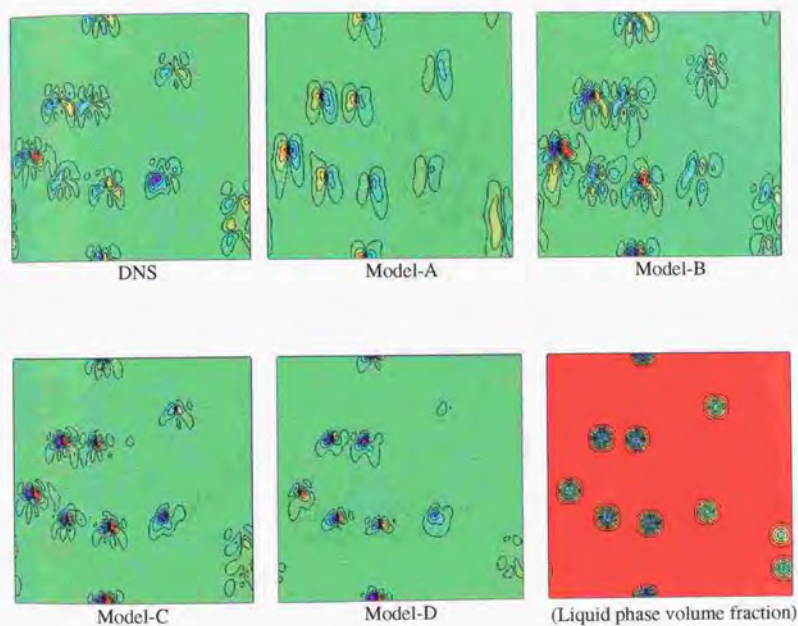 DNS
Model-A
Model-B
Model-C
Model-D
(Liquid phase volume fraction)